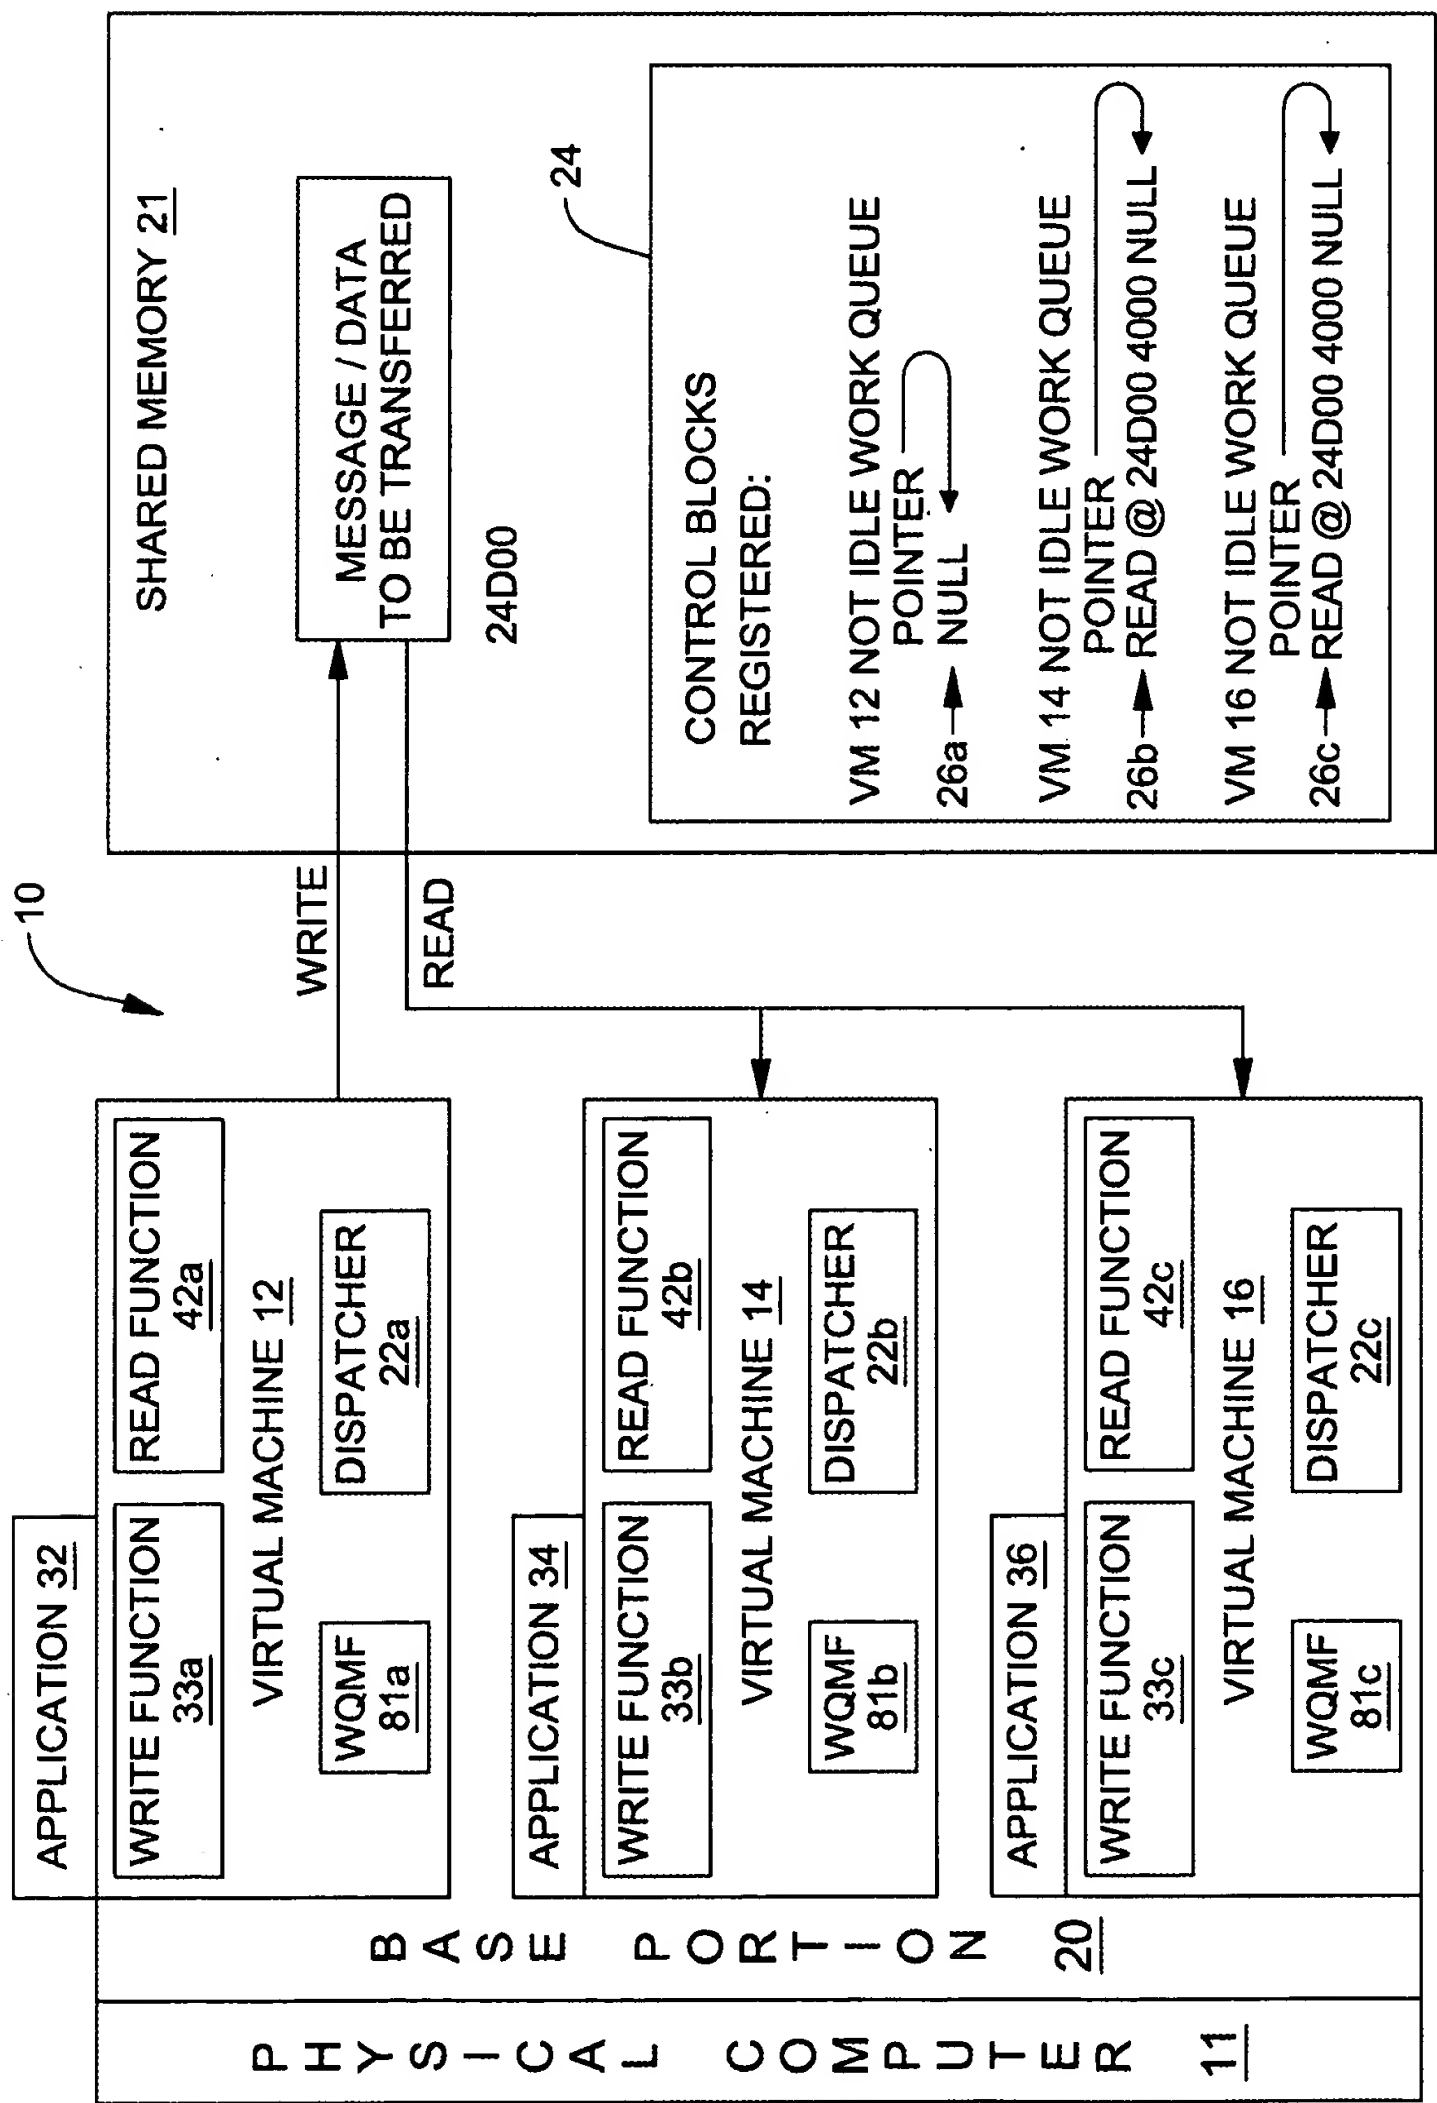 10
APPLICATION 32
WRITE FUNCTION
33a
READ FUNCTION
42a
VIRTUAL MACHINE 12
WQMF
81a
DISPATCHER
22a
APPLICATION 34
WRITE FUNCTION
33b
READ FUNCTION
42b
VIRTUAL MACHINE 14
WQMF
81b
DISPATCHER
22b
APPLICATION 36
WRITE FUNCTION
33c
READ FUNCTION
42c
VIRTUAL MACHINE 16
WQMF
81c
DISPATCHER
22c
BASE PORTION 20
PHYSICAL COMPUTER 11
WRITE
READ
SHARED MEMORY 21
MESSAGE / DATA
TO BE TRANSFERRED
24D00
24
CONTROL BLOCKS
REGISTERED:
VM 12 NOT IDLE WORK QUEUE
POINTER
26a NULL
VM 14 NOT IDLE WORK QUEUE
POINTER
26b READ @ 24D00 4000 NULL
VM 16 NOT IDLE WORK QUEUE
POINTER
26c READ @ 24D00 4000 NULL